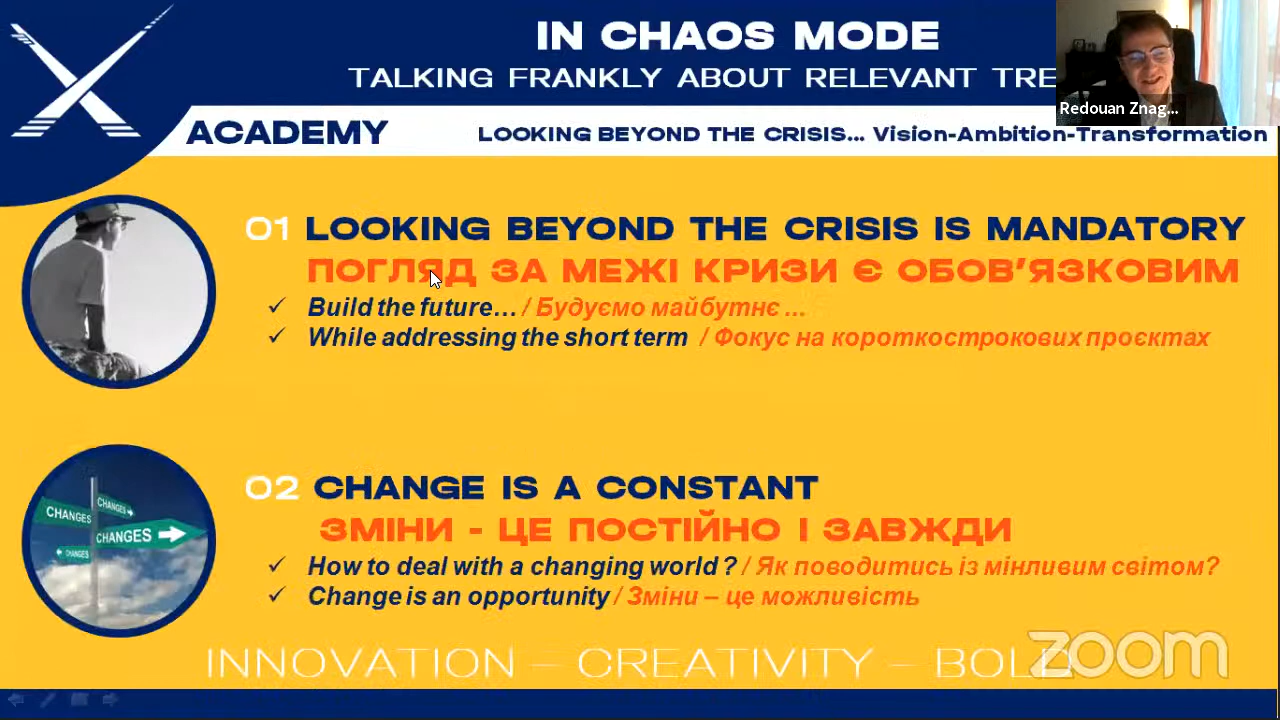 IN CHAOS MODE
TALKING FRANKLY ABOUT RELEVANT TRE
Redouan Znag...
ACADEMY
LOOKING BEYOND THE CRISIS... Vision-Ambition-Transformation
01 LOOKING BEYOND THE CRISIS IS MANDATORY
ПОГЛЯД ЗА МЕЖІ КРИЗИ Є ОБОВ'ЯЗКОВИМ
✓ Build the future… / Будуємо майбутнє ...
✓ While addressing the short term / Фокус на короткострокових проєктах
02 CHANGE IS A CONSTANT
ЗМІНИ - ЦЕ ПОСТІЙНО І ЗАВЖДИ
CHANGES
CHANGES
CHANGES
CHANGES
✓ How to deal with a changing world ? / Як поводитись із мінливим світом?
✓ Change is an opportunity / Зміни – це можливість
INNOVATION – CREATIVITY – BOLD
zoom